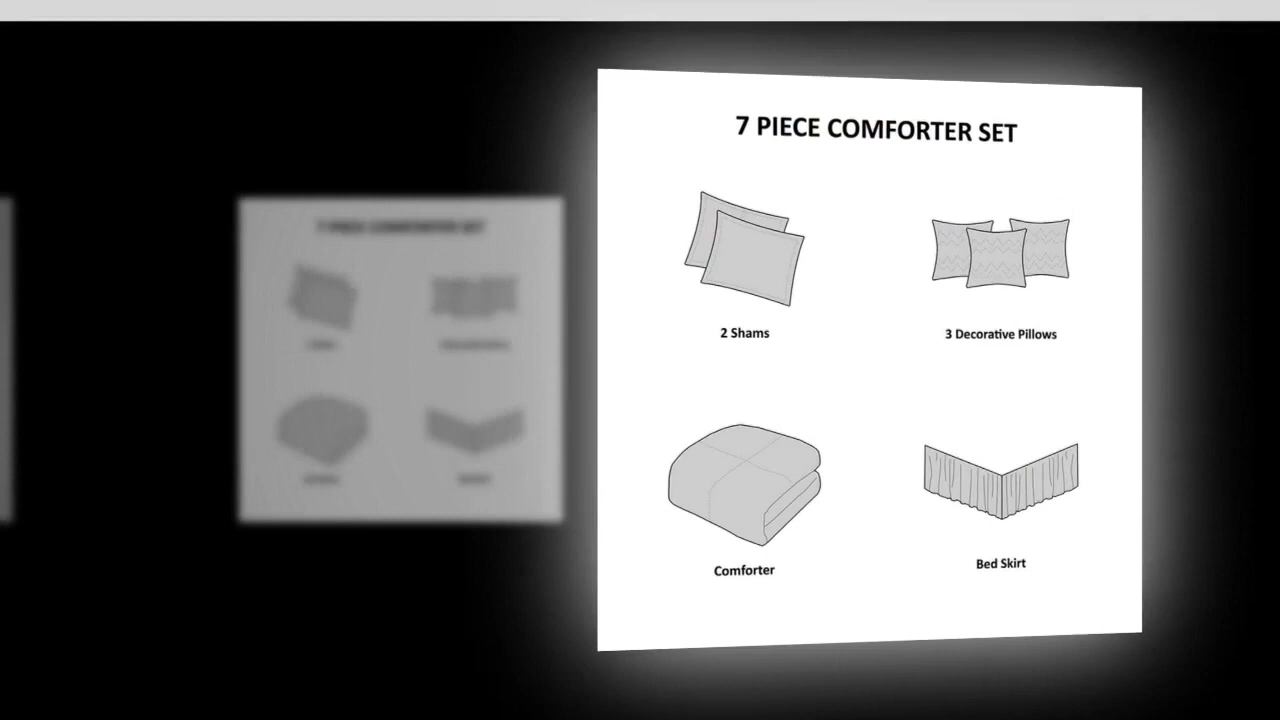 7 PIECE COMFORTER SET
2 Shams
3 Decorative Pillows
Comforter
Bed Skirt